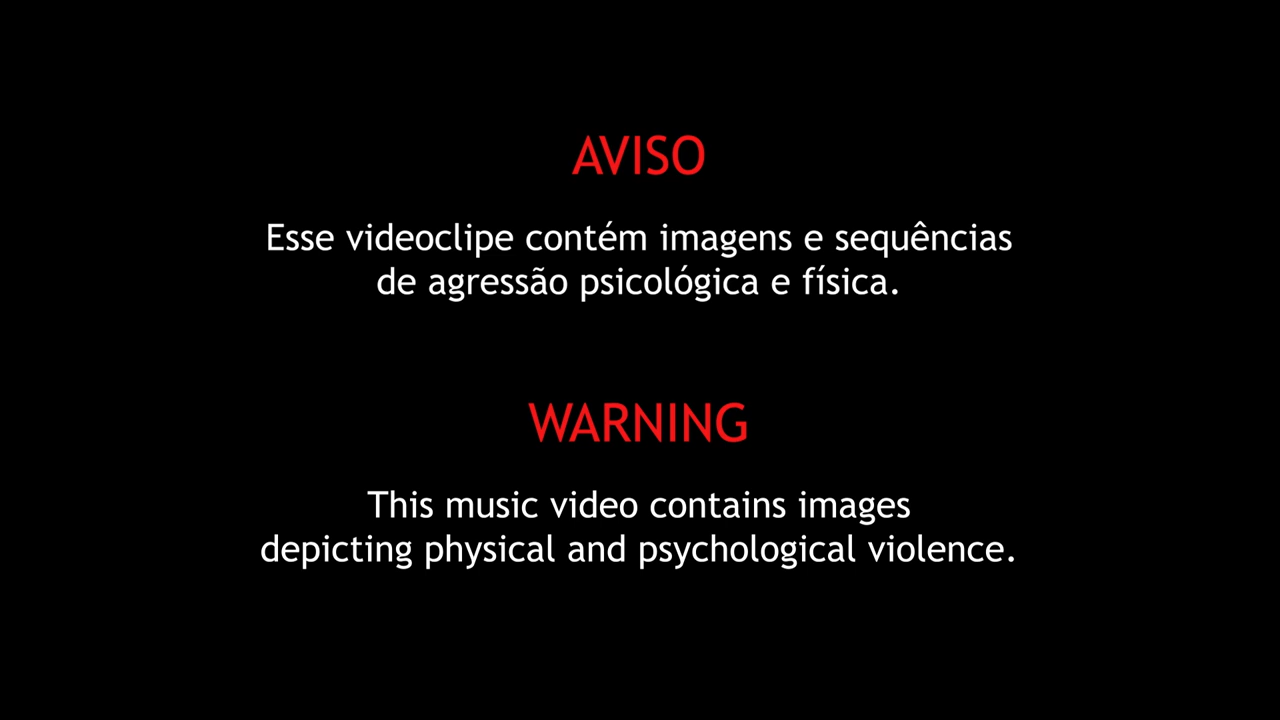 AVISO
Esse videoclipe contém imagens e sequências
de agressão psicológica e física.
WARNING
This music video contains images
depicting physical and psychological violence.